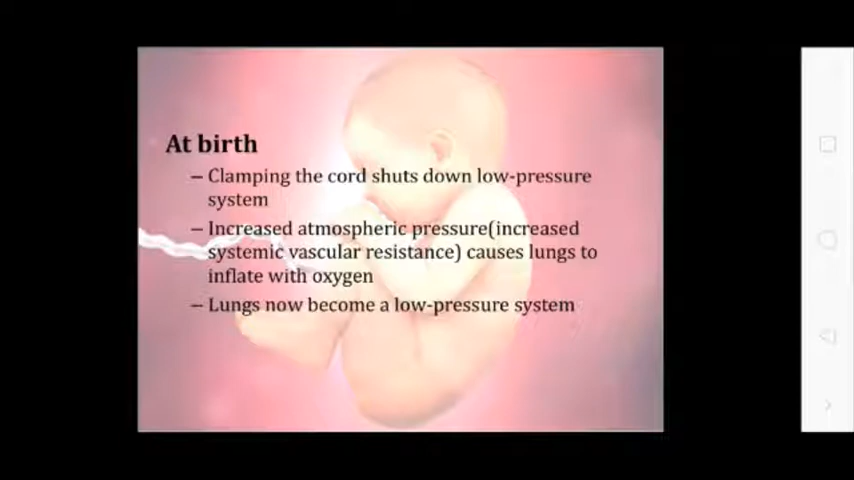 At birth
– Clamping the cord shuts down low-pressure
system
– Increased atmospheric pressure(increased
systemic vascular resistance) causes lungs to
inflate with oxygen
– Lungs now become a low-pressure system